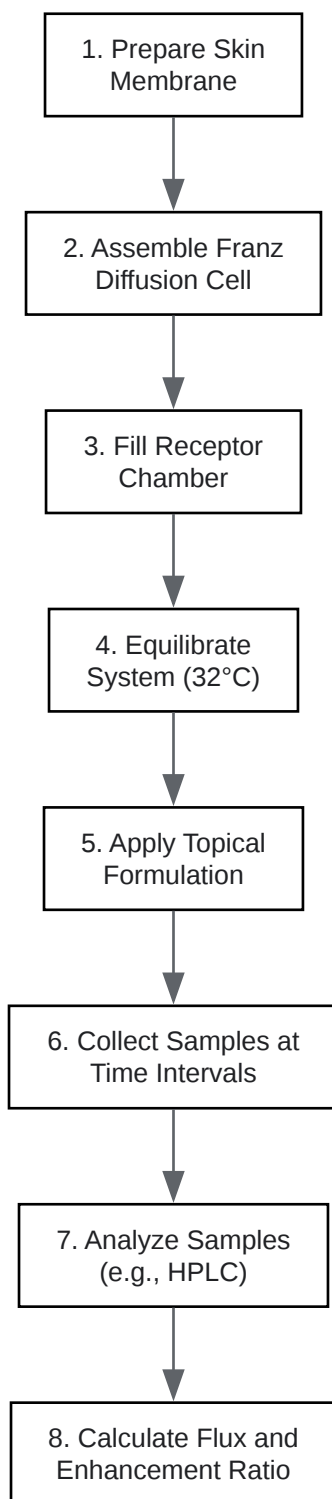 1. Prepare Skin
Membrane
2. Assemble Franz
Diffusion Cell
3. Fill Receptor
Chamber
4. Equilibrate
System (32°C)
5. Apply Topical
Formulation
6. Collect Samples at
Time Intervals
7. Analyze Samples
(e.g., HPLC)
8. Calculate Flux and
Enhancement Ratio